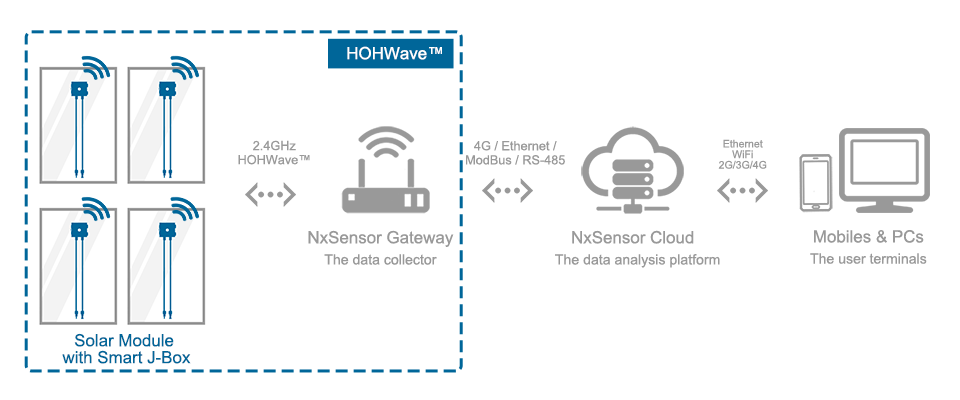 HOHWave™
2.4GHz
HOHWave™
4G / Ethernet /
ModBus / RS-485
Ethernet
WiFi
2G/3G/4G
NxSensor Gateway
The data collector
NxSensor Cloud
The data analysis platform
Mobiles & PCs
The user terminals
Solar Module
with Smart J-Box